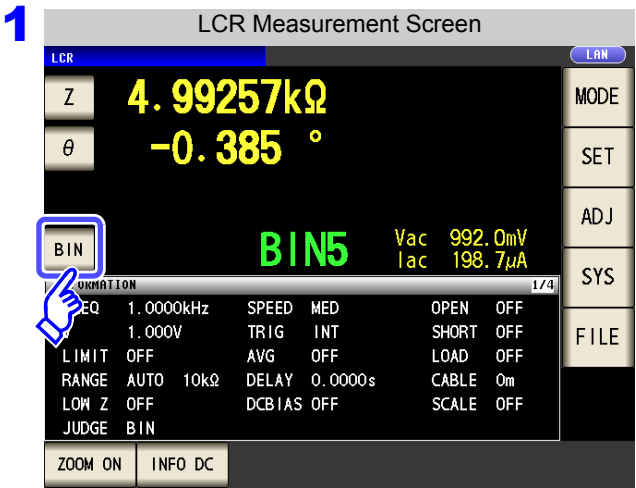 1
LCR Measurement Screen
LCR
LAN
Z 4.99257kΩ
MODE
θ -0.385 °
SET
ADJ
BIN BIN5 Vac 992.0mV
Iac 198.7μA
SYS
ORMATION 1/4
EQ 1.0000kHz SPEED MED OPEN OFF
1.000V TRIG INT SHORT OFF
FILE
LIMIT OFF AVG OFF LOAD OFF
RANGE AUTO 10kΩ DELAY 0.0000s CABLE 0m
LOW Z OFF DCBIAS OFF SCALE OFF
JUDGE BIN
ZOOM ON INFO DC